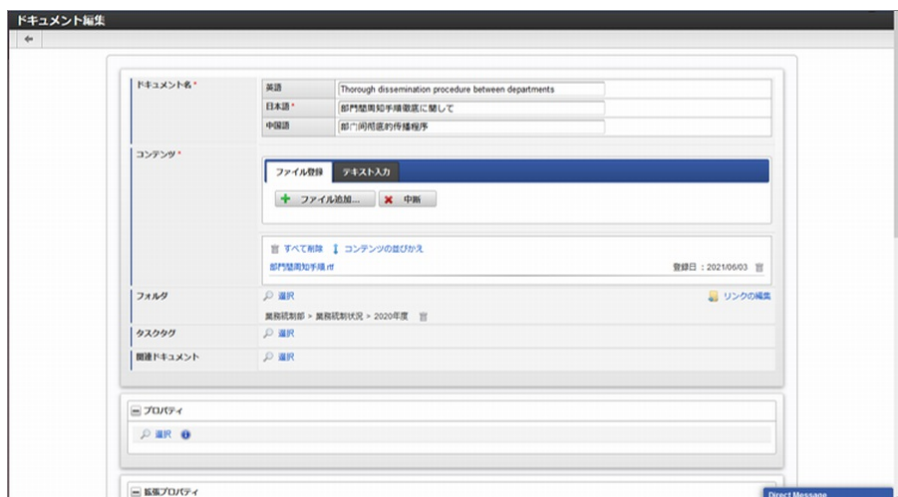 ドキュメント編集
ドキュメント名*
英語 Thorough dissemination procedure between departments
日本語* 部門間周知手順徹底に関して
中国語 部门间彻底的传播程序
コンテンツ*
ファイル登録 テキスト入力
ファイル追加... 中断
すべて削除 コンテンツの並びかえ
部門間周知手順.rtf 登録日 : 2021/06/03
フォルダ 選択 リンクの編集
業務統制部 > 業務統制状況 > 2020年度
タスクタグ 選択
関連ドキュメント 選択
プロパティ
選択
拡張プロパティ
Direct Message